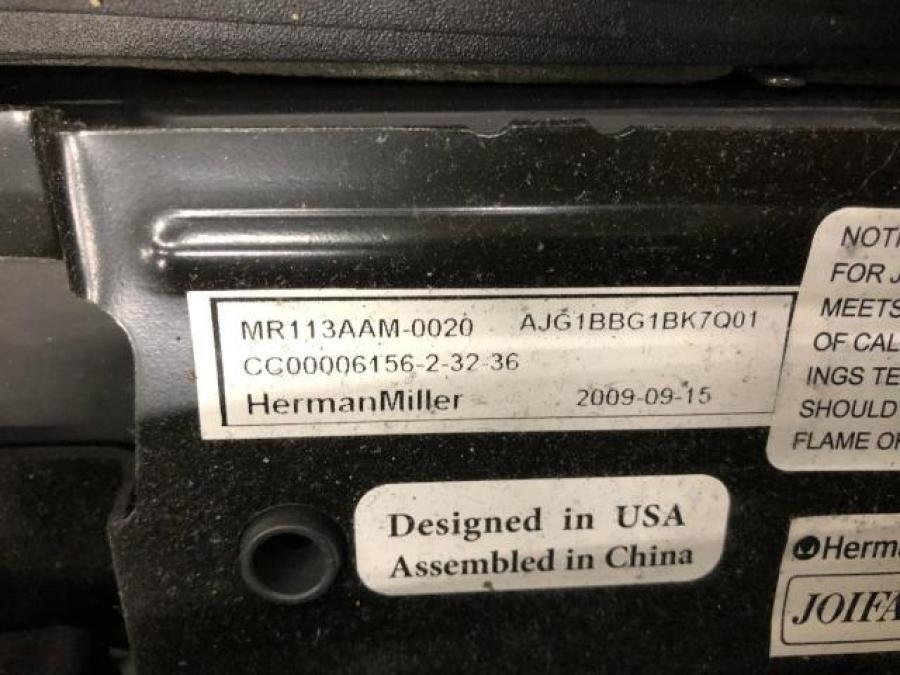 MR113AAM-0020 AJG1BBG1BK7Q01
CC00006156-2-32-36
HermanMiller 2009-09-15
Designed in USA
Assembled in China
FOR
MEETS
OF CAL
INGS TE
SHOULD
FLAME OF
Herma
JOIFA